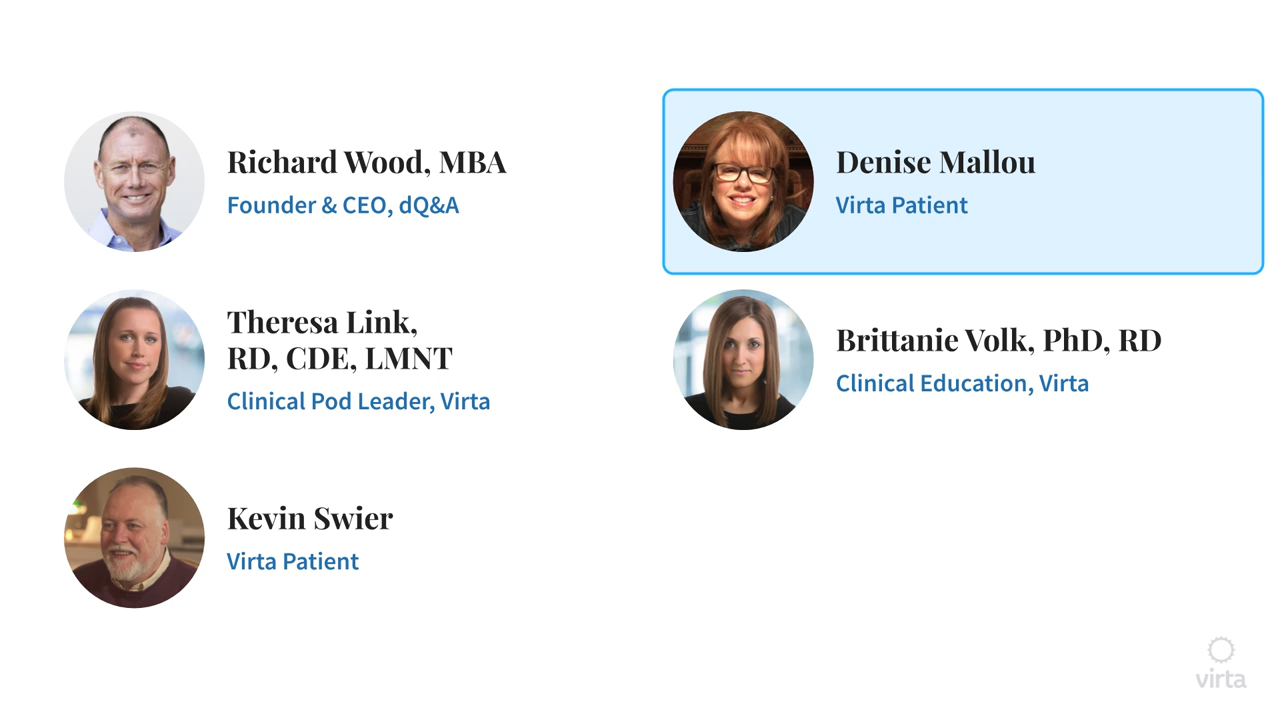 Richard Wood, MBA
Founder & CEO, dQ&A
Denise Mallou
Virta Patient
Theresa Link,
RD, CDE, LMNT
Clinical Pod Leader, Virta
Brittanie Volk, PhD, RD
Clinical Education, Virta
Kevin Swier
Virta Patient
virta